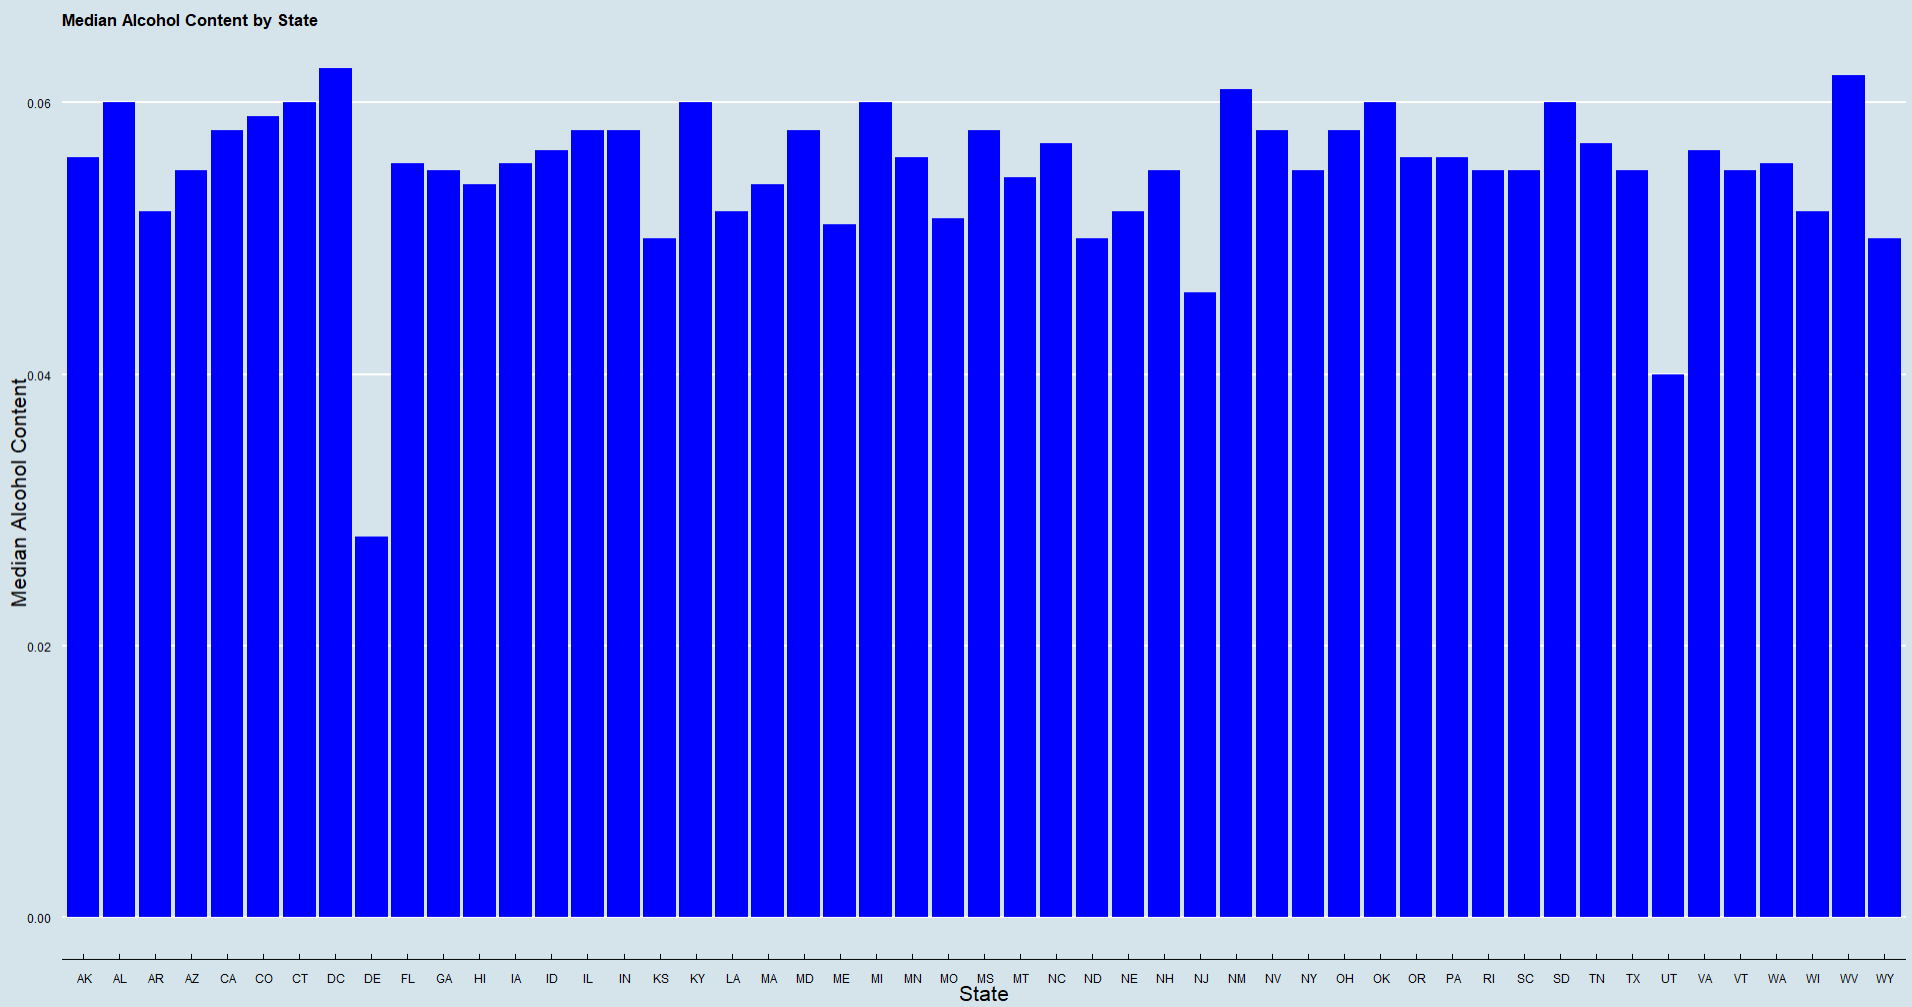 Median Alcohol Content by State
Median Alcohol Content
0.06
0.04
0.02
0.00
AK AL AR AZ CA CO CT DC DE FL GA HI IA ID IL IN KS KY LA MA MD ME MI MN MO MS MT NC ND NE NH NJ NM NV NY OH OK OR PA RI SC SD TN TX UT VA VT WA WI WV WY
State